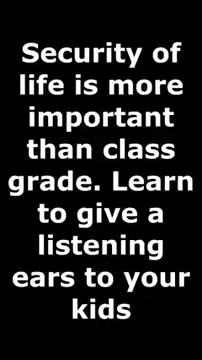 Security of
life is more
important
than class
grade. Learn
to give a
listening
ears to your
kids